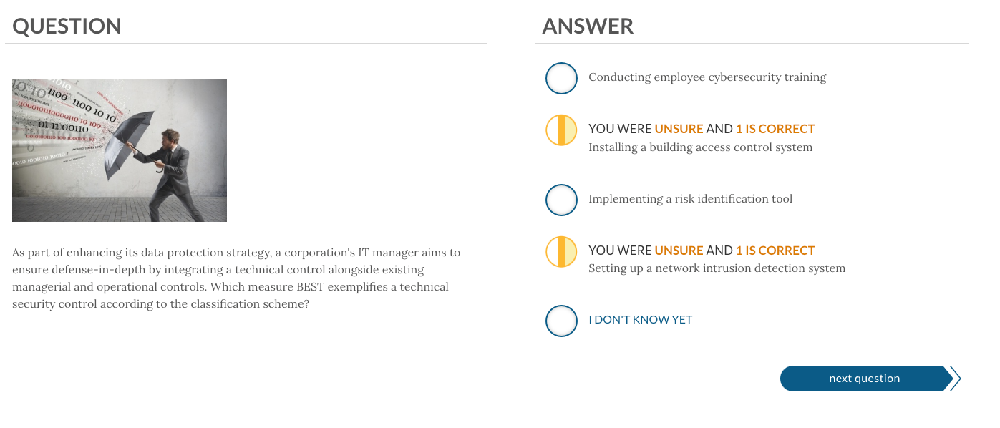 QUESTION
As part of enhancing its data protection strategy, a corporation's IT manager aims to
ensure defense-in-depth by integrating a technical control alongside existing
managerial and operational controls. Which measure BEST exemplifies a technical
security control according to the classification scheme?
ANSWER
Conducting employee cybersecurity training
YOU WERE UNSURE AND 1 IS CORRECT
Installing a building access control system
Implementing a risk identification tool
YOU WERE UNSURE AND 1 IS CORRECT
Setting up a network intrusion detection system
I DON'T KNOW YET
next question